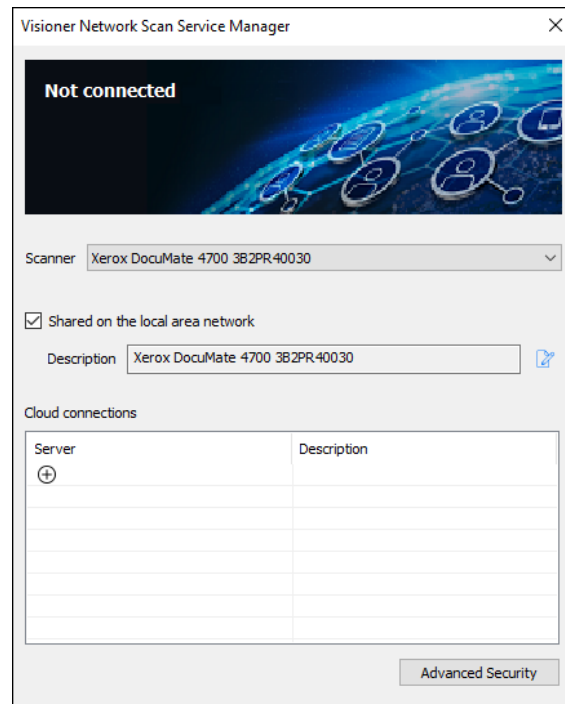 Visioner Network Scan Service Manager
Not connected
Scanner Xerox DocuMate 4700 3B2PR40030
Shared on the local area network
Description Xerox DocuMate 4700 3B2PR40030
Cloud connections
Server Description
Advanced Security